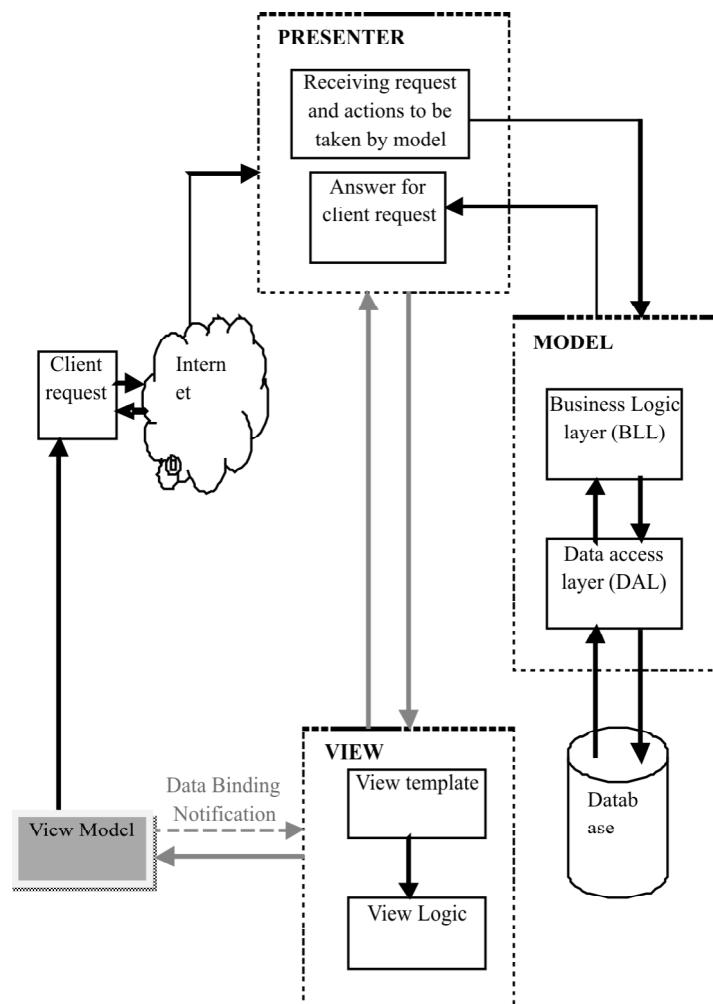 PRESENTER
Receiving request
and actions to be
taken by model
Answer for
client request
Client
request
Intern
et
MODEL
Business Logic
layer (BLL)
Data access
layer (DAL)
VIEW
View template
View Logic
Data Binding
Notification
View Model
Datab
ase